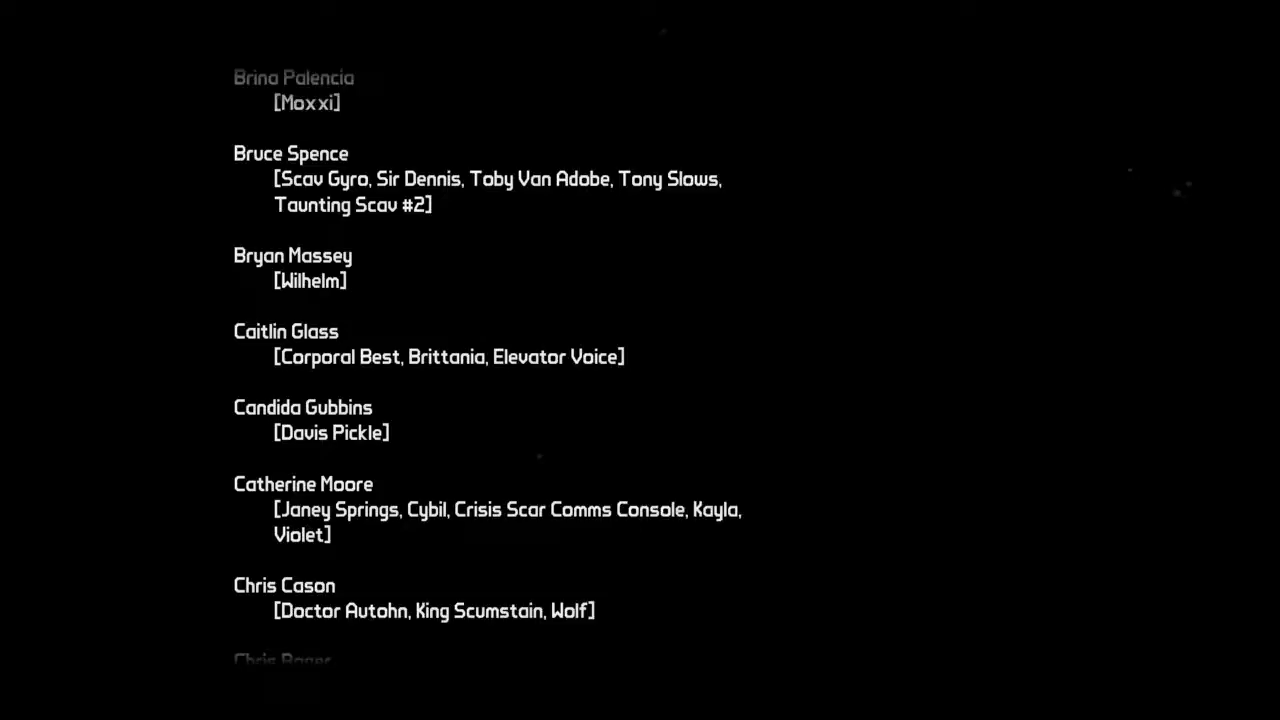 Brina Palencia
[Moxxi]
Bruce Spence
[Scav Gyro, Sir Dennis, Toby Van Adobe, Tony Slows,
Taunting Scav #2]
Bryan Massey
[Wilhelm]
Caitlin Glass
[Corporal Best, Brittania, Elevator Voice]
Candida Gubbins
[Davis Pickle]
Catherine Moore
[Janey Springs, Cybil, Crisis Scar Comms Console, Kayla,
Violet]
Chris Cason
[Doctor Autohn, King Scumstain, Wolf]
Chris Rager